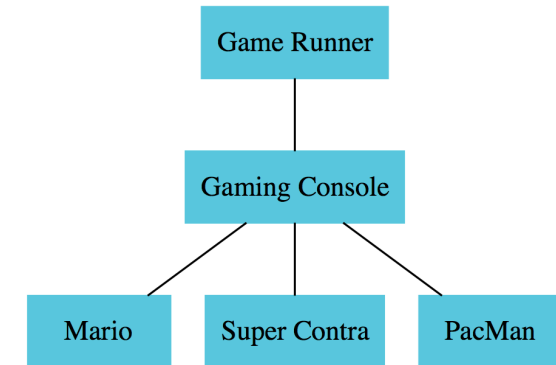 Game Runner
Gaming Console
Mario
Super Contra
PacMan